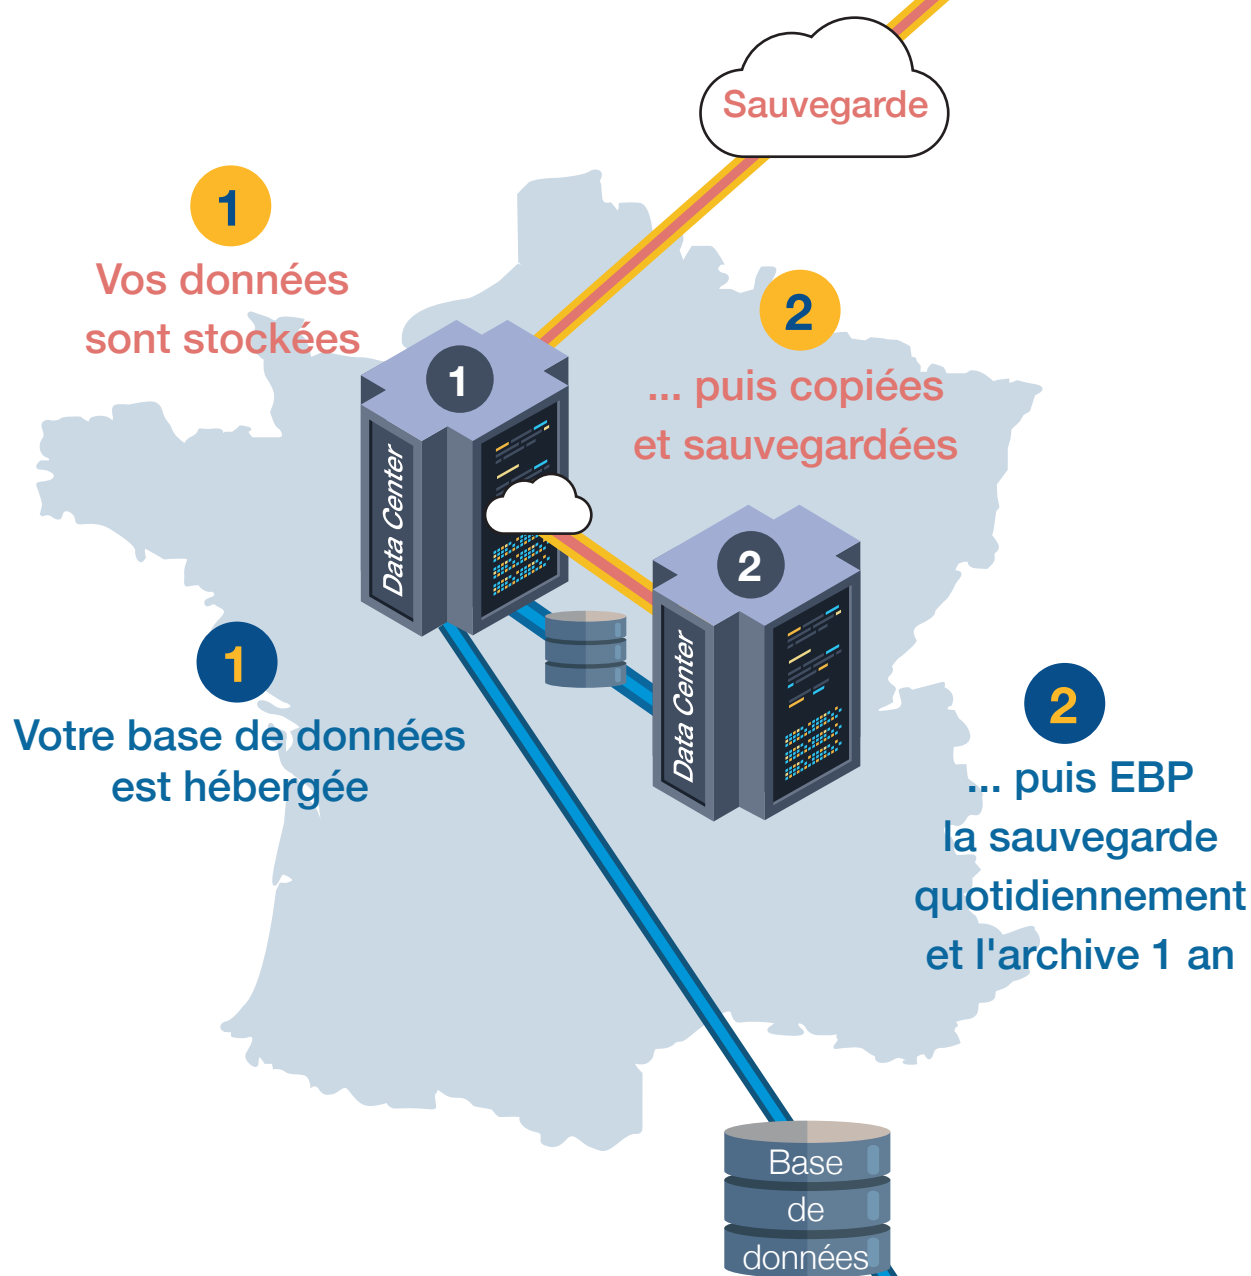 Sauvegarde
1
Vos données
sont stockées
2
... puis copiées
et sauvegardées
1
Data Center
2
Data Center
1
Votre base de données
est hébergée
2
... puis EBP
la sauvegarde
quotidiennement
et l'archive 1 an
Base
de
données